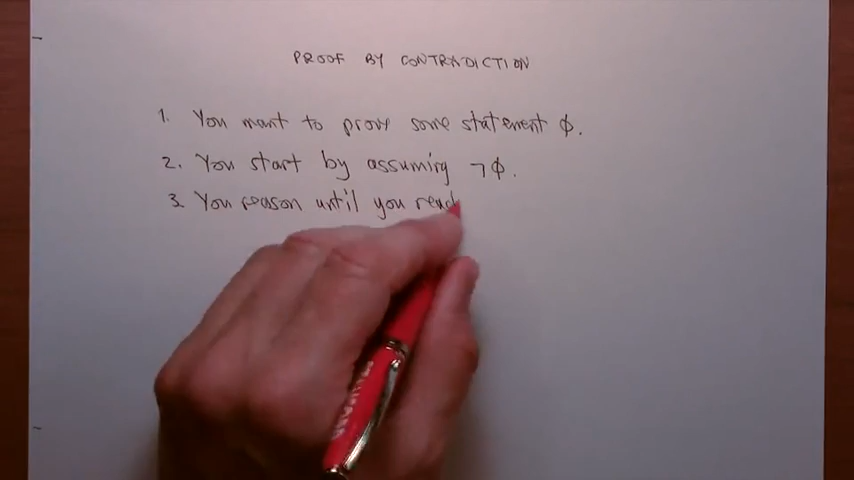 PROOF BY CONTRADICTION
1. You want to prove some statement ϕ.
2. You start by assuming ¬ϕ.
3. You reason until you reac